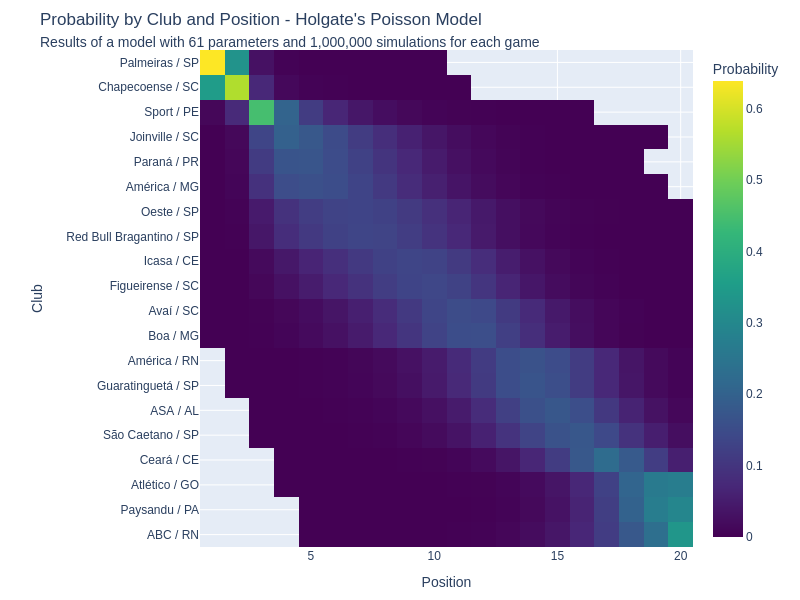 Probability by Club and Position - Holgate's Poisson Model
Results of a model with 61 parameters and 1,000,000 simulations for each game
Probability
Club
Palmeiras / SP
Chapecoense / SC
Sport / PE
Joinville / SC
Paraná / PR
América / MG
Oeste / SP
Red Bull Bragantino / SP
Icasa / CE
Figueirense / SC
Avaí / SC
Boa / MG
América / RN
Guaratinguetá / SP
ASA / AL
São Caetano / SP
Ceará / CE
Atlético / GO
Paysandu / PA
ABC / RN
0.6
0.5
0.4
0.3
0.2
0.1
0
5
10
15
20
Position